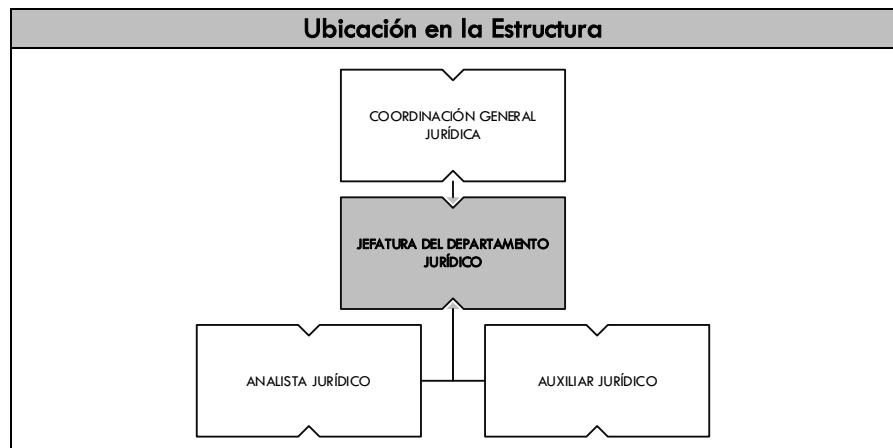 Ubicación en la Estructura
COORDINACIÓN GENERAL
JURÍDICA
JEFATURA DEL DEPARTAMENTO
JURÍDICO
ANALISTA JURÍDICO
AUXILIAR JURÍDICO